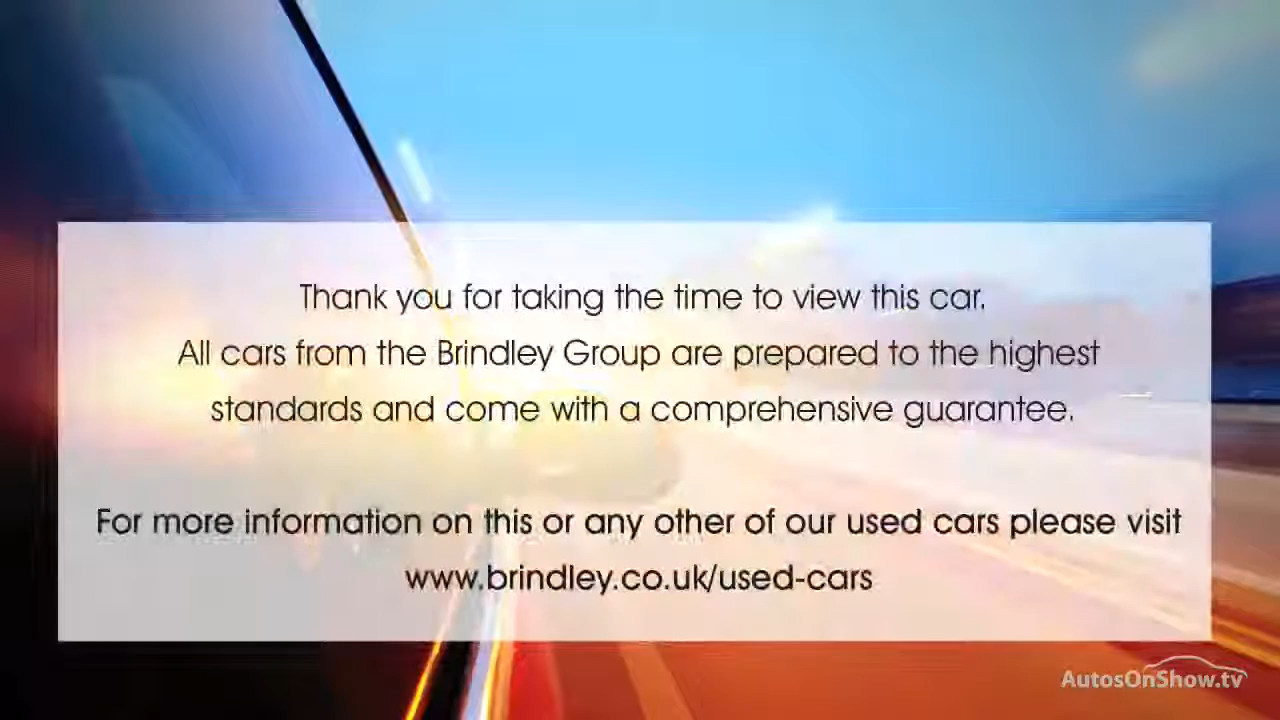 Thank you for taking the time to view this car.
All cars from the Brindley Group are prepared to the highest
standards and come with a comprehensive guarantee.
For more information on this or any other of our used cars please visit
www.brindley.co.uk/used-cars
AutosOnShow.tv